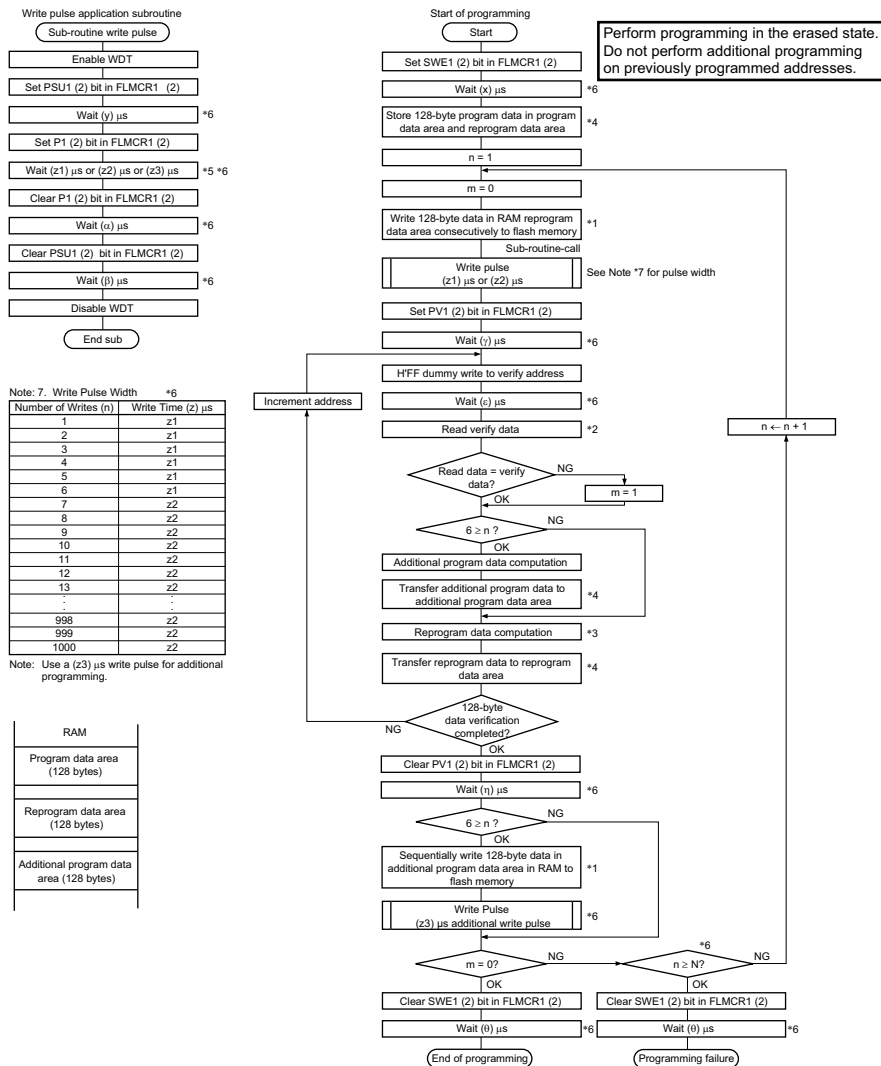 Write pulse application subroutine
Sub-routine write pulse
Enable WDT
Set PSU1 (2) bit in FLMCR1 (2)
Wait (y) µs
*6
Set P1 (2) bit in FLMCR1 (2)
Wait (z1) µs or (z2) µs or (z3) µs
*5 *6
Clear P1 (2) bit in FLMCR1 (2)
Wait (α) µs
*6
Clear PSU1 (2) bit in FLMCR1 (2)
Wait (β) µs
*6
Disable WDT
End sub
Note: 7. Write Pulse Width *6
Number of Writes (n) Write Time (z) µs
1 z1
2 z1
3 z1
4 z1
5 z1
6 z1
7 z2
8 z2
9 z2
10 z2
11 z2
12 z2
13 z2
: :
: :
998 z2
999 z2
1000 z2
Note: Use a (z3) µs write pulse for additional
programming.
RAM
Program data area
(128 bytes)
Reprogram data area
(128 bytes)
Additional program data
area (128 bytes)
Start of programming
Start
Perform programming in the erased state.
Do not perform additional programming
on previously programmed addresses.
Set SWE1 (2) bit in FLMCR1 (2)
Wait (x) µs
*6
Store 128-byte program data in program
data area and reprogram data area
*4
n = 1
m = 0
Write 128-byte data in RAM reprogram
data area consecutively to flash memory
*1
Sub-routine-call
Write pulse
(z1) µs or (z2) µs
See Note *7 for pulse width
Set PV1 (2) bit in FLMCR1 (2)
Wait (γ) µs
*6
H'FF dummy write to verify address
Increment address
Wait (ε) µs
*6
Read verify data
*2
n ← n + 1
Read data = verify
data?
NG
m = 1
OK
6 ≥ n ?
NG
OK
Additional program data computation
Transfer additional program data to
additional program data area
*4
Reprogram data computation
*3
Transfer reprogram data to reprogram
data area
*4
128-byte
data verification
completed?
NG
OK
Clear PV1 (2) bit in FLMCR1 (2)
Wait (η) µs
*6
6 ≥ n ?
NG
OK
Sequentially write 128-byte data in
additional program data area in RAM to
flash memory
*1
Write Pulse
(z3) µs additional write pulse
*6
m = 0?
NG
OK
*6
n ≥ N?
NG
OK
Clear SWE1 (2) bit in FLMCR1 (2)
Clear SWE1 (2) bit in FLMCR1 (2)
Wait (θ) µs
*6
Wait (θ) µs
*6
End of programming
Programming failure